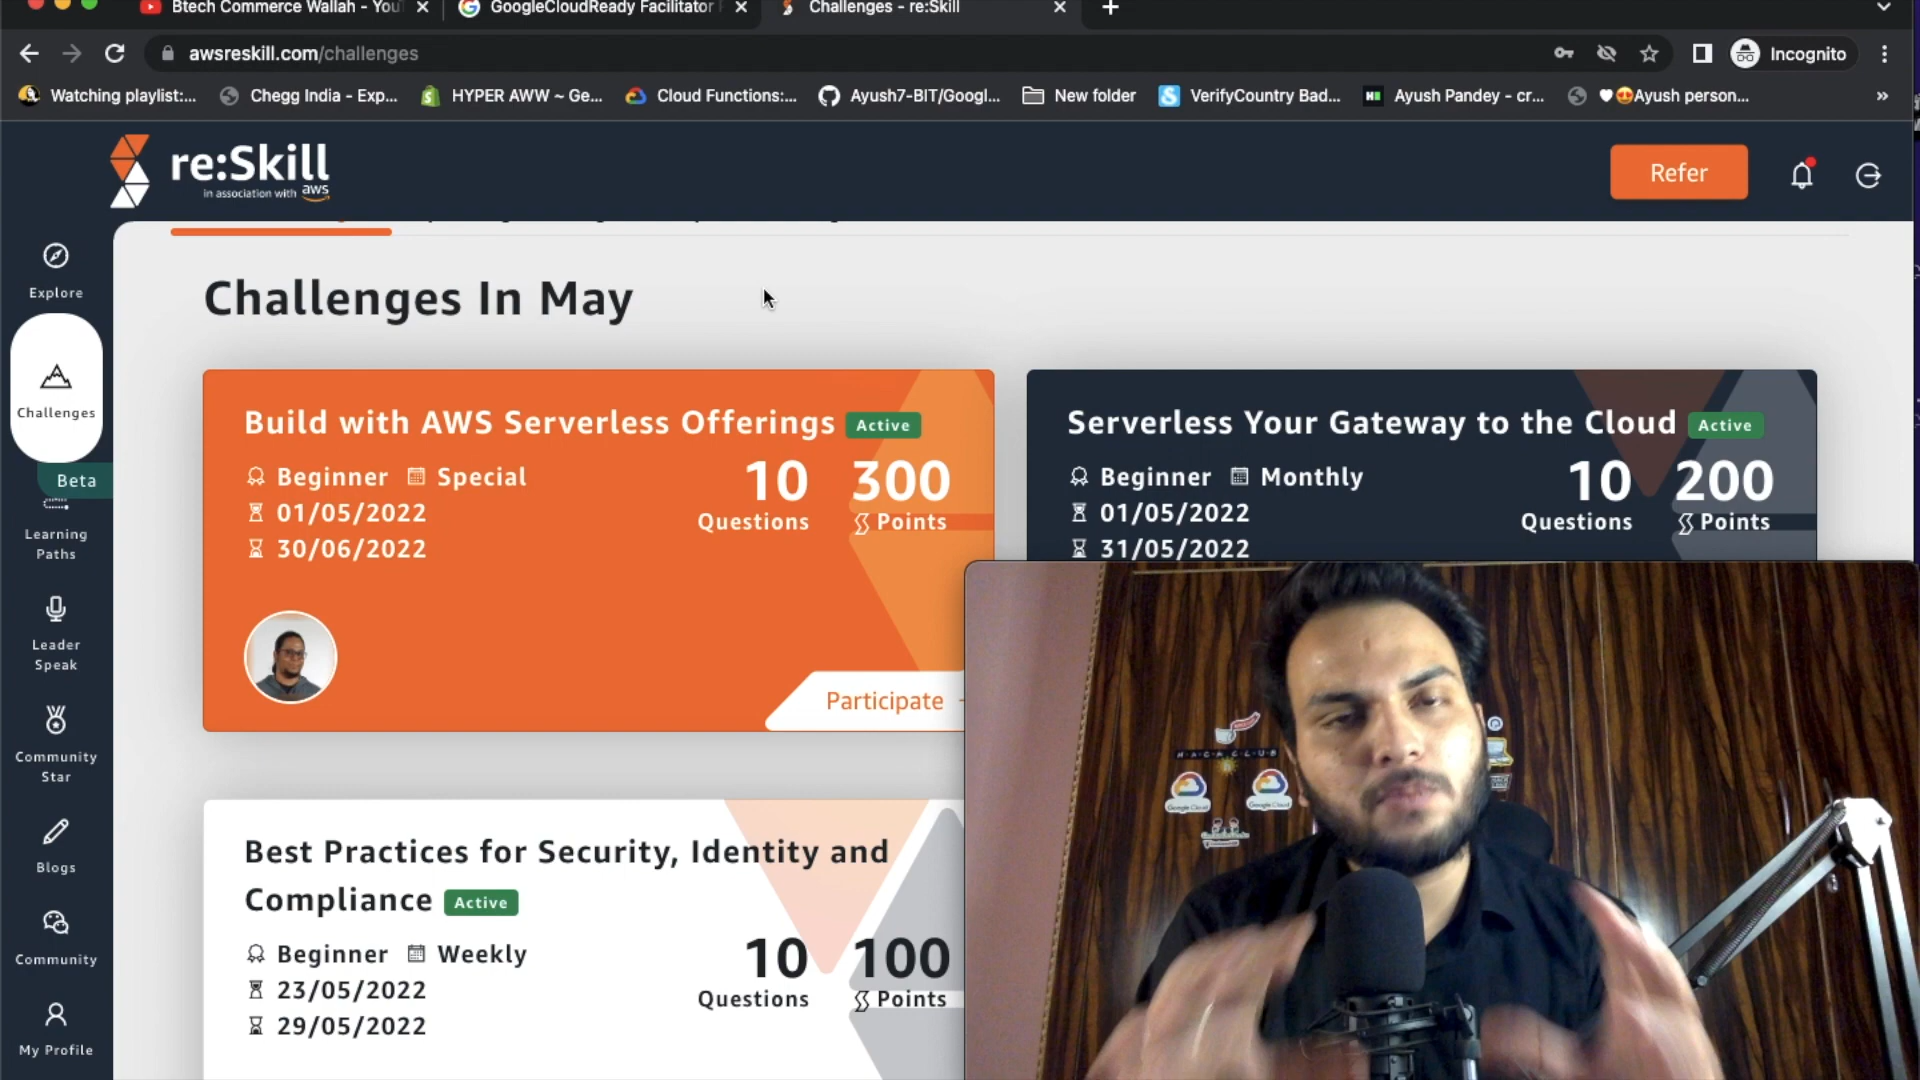 Btech Commerce Wallah - You
GoogleCloudReady Facilitator
Challenges - re:Skill
awsreskill.com/challenges
Incognito
Watching playlist:...
Chegg India - Exp...
HYPER AWW ~ Ge...
Cloud Functions:...
Ayush7-BIT/Googl...
New folder
VerifyCountry Bad...
Ayush Pandey - cr...
Ayush person...
re:Skill
in association with aws
Refer
Explore
Challenges
Beta
Learning
Paths
Leader
Speak
Community
Star
Blogs
Community
My Profile
Challenges In May
Build with AWS Serverless Offerings Active
Beginner Special
01/05/2022
30/06/2022
10
Questions
300
Points
Participate
Serverless Your Gateway to the Cloud Active
Beginner Monthly
01/05/2022
31/05/2022
10
Questions
200
Points
Best Practices for Security, Identity and
Compliance Active
Beginner Weekly
23/05/2022
29/05/2022
10
Questions
100
Points
Google Cloud
Google Cloud